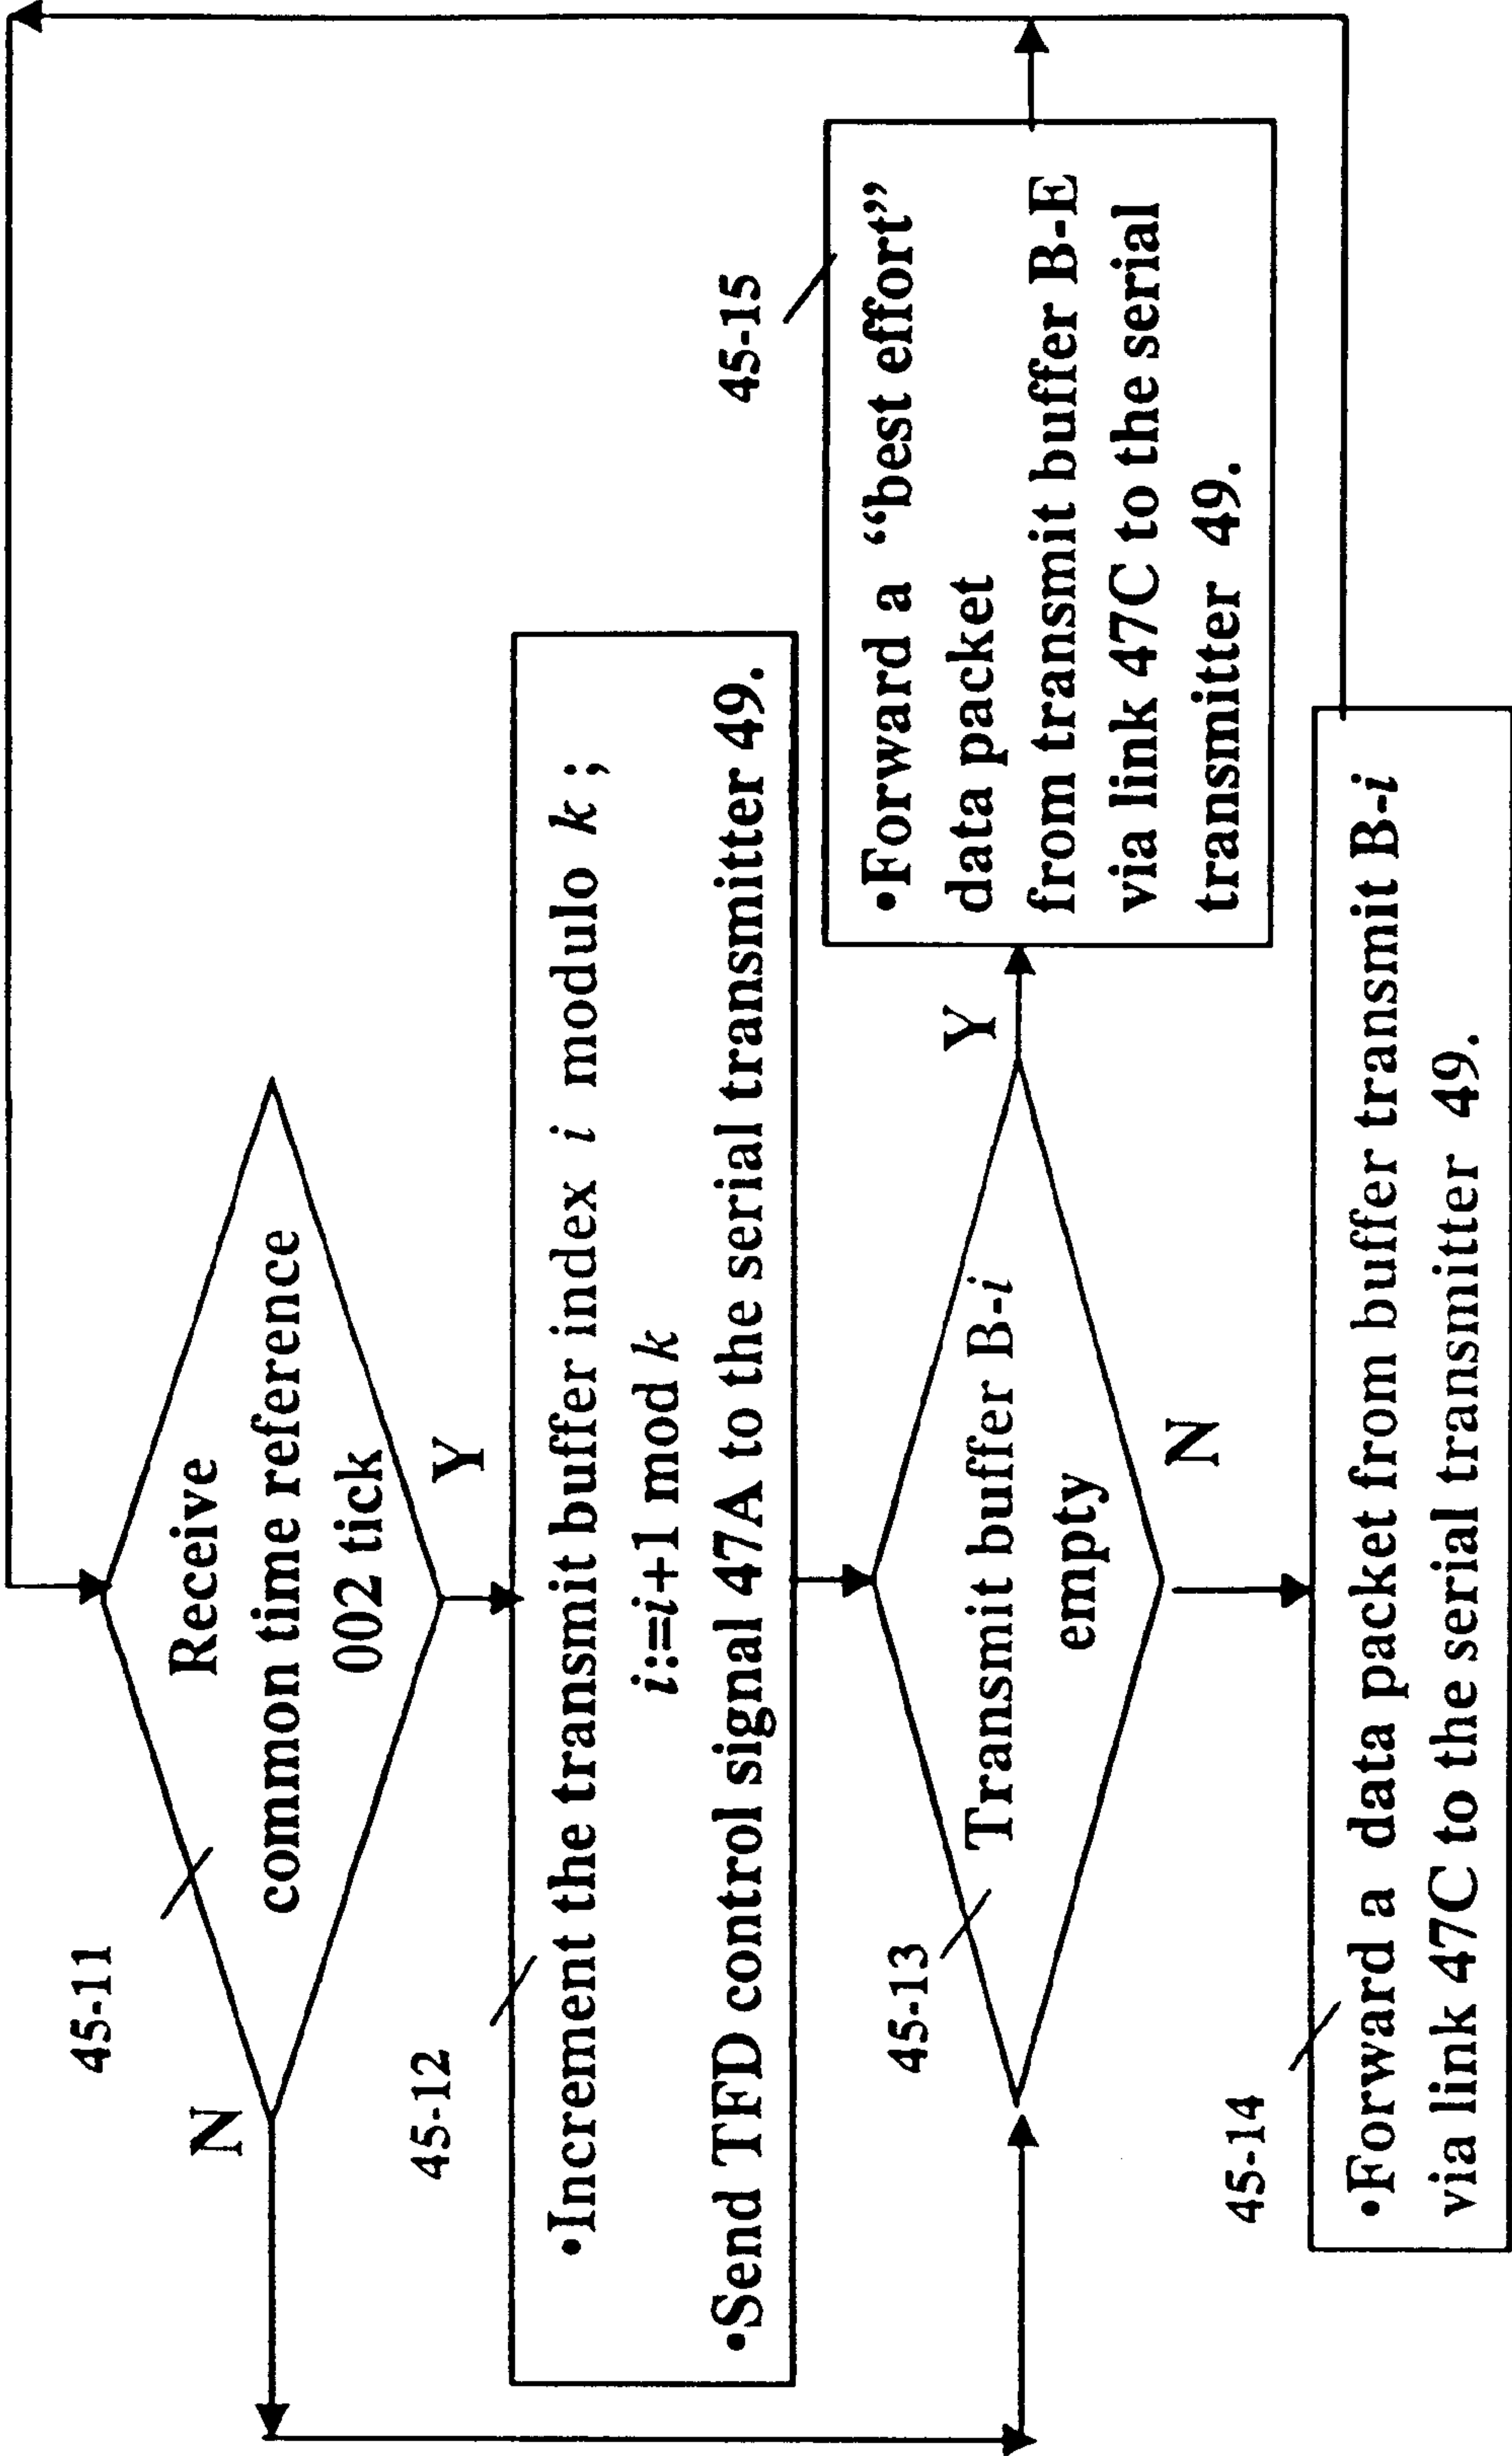 45-11
Receive
common time reference
002 tick
N
Y
45-12
•Increment the transmit buffer index i modulo k ;
i:=i+1 mod k
•Send TFD control signal 47A to the serial transmitter 49.
45-13
Transmit buffer B-i
empty
Y
N
45-15
•Forward a “best effort”
data packet
from transmit buffer B-E
via link 47C to the serial
transmitter 49.
45-14
•Forward a data packet from buffer transmit B-i
via link 47C to the serial transmitter 49.